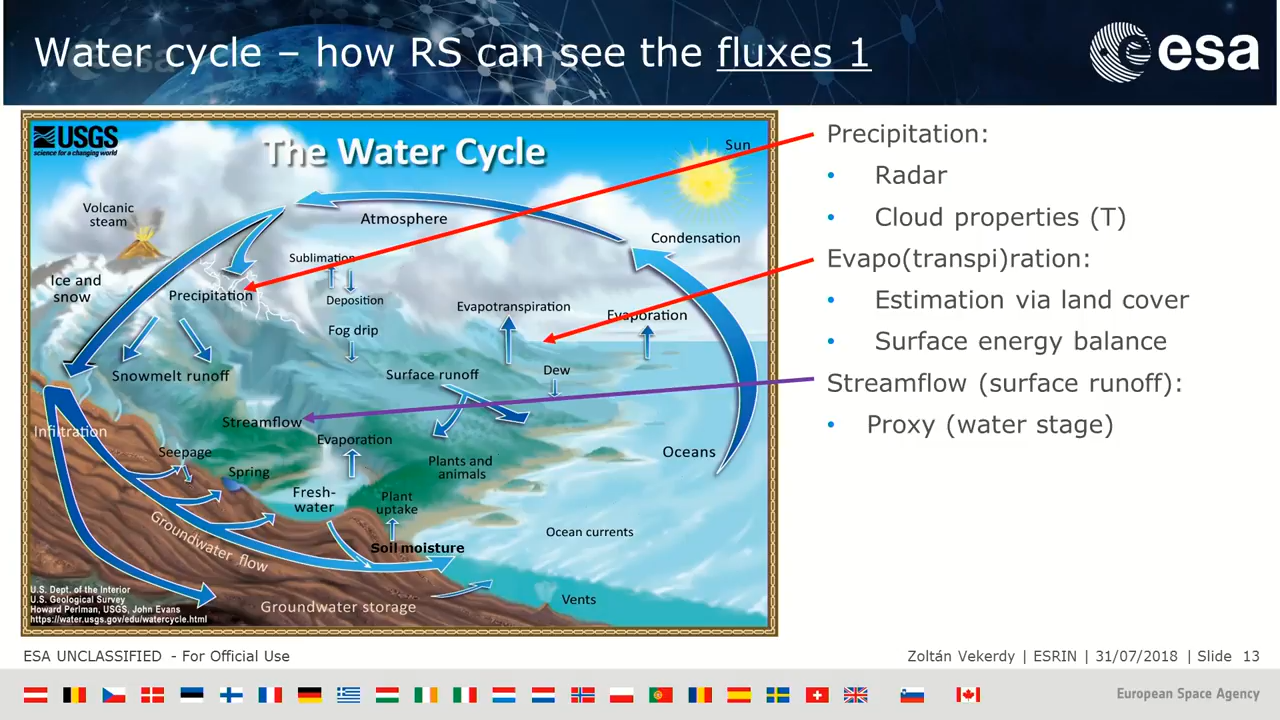 Water cycle – how RS can see the fluxes 1
esa
USGS
science for a changing world
The Water Cycle
Sun
Volcanic
steam
Atmosphere
Condensation
Sublimation
Ice and
snow
Precipitation
Deposition
Evapotranspiration
Evaporation
Fog drip
Snowmelt runoff
Surface runoff
Dew
Streamflow
Infiltration
Evaporation
Seepage
Oceans
Spring
Plants and
animals
Fresh-
water
Plant
uptake
Groundwater flow
Ocean currents
Soil moisture
Groundwater storage
Vents
U.S. Dept. of the Interior
U.S. Geological Survey
Howard Perlman, USGS, John Evans
https://water.usgs.gov/edu/watercycle.html
Precipitation:
• Radar
• Cloud properties (T)
Evapo(transpi)ration:
• Estimation via land cover
• Surface energy balance
Streamflow (surface runoff):
• Proxy (water stage)
ESA UNCLASSIFIED - For Official Use
Zoltán Vekerdy | ESRIN | 31/07/2018 | Slide 13
European Space Agency